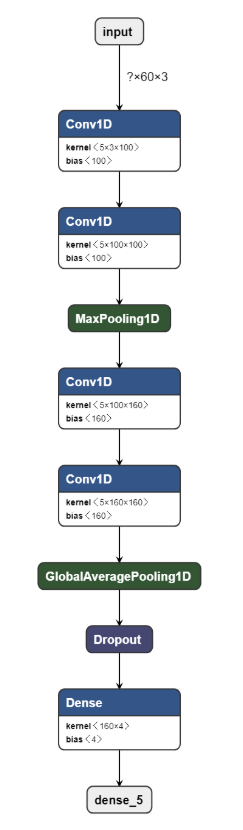 input
?×60×3
Conv1D
kernel〈5×3×100〉
bias〈100〉
Conv1D
kernel〈5×100×100〉
bias〈100〉
MaxPooling1D
Conv1D
kernel〈5×100×160〉
bias〈160〉
Conv1D
kernel〈5×160×160〉
bias〈160〉
GlobalAveragePooling1D
Dropout
Dense
kernel〈160×4〉
bias〈4〉
dense_5